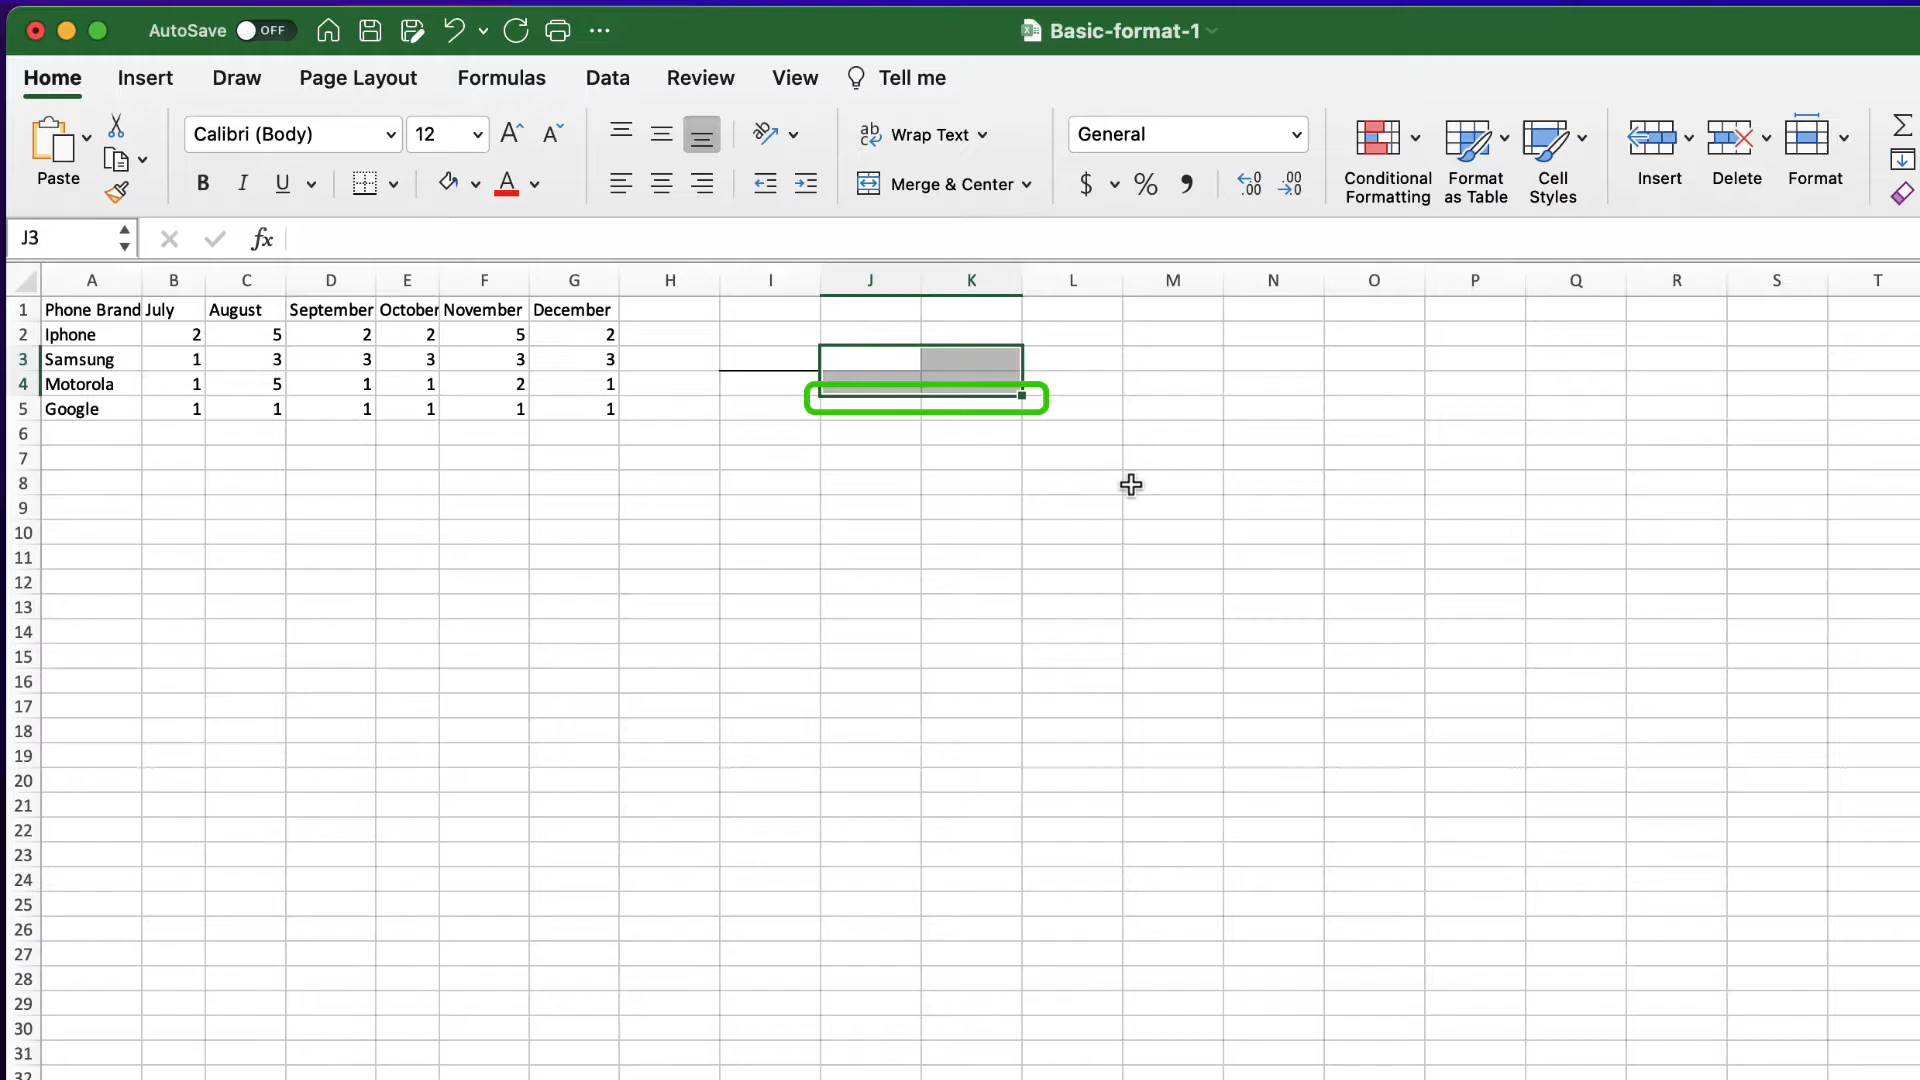 AutoSave OFF
Basic-format-1
Home Insert Draw Page Layout Formulas Data Review View Tell me
Paste
Calibri (Body) 12 A A
B I U A
ab
Wrap Text
Merge & Center
General
$ % ,
Conditional Formatting
Format as Table
Cell Styles
Insert
Delete
Format
J3 fx
A B C D E F G H I J K L M N O P Q R S T
1 Phone Brand July August September October November December
2 Iphone 2 5 2 2 5 2
3 Samsung 1 3 3 3 3 3
4 Motorola 1 5 1 1 2 1
5 Google 1 1 1 1 1 1
6
7
8
9
10
11
12
13
14
15
16
17
18
19
20
21
22
23
24
25
26
27
28
29
30
31
32